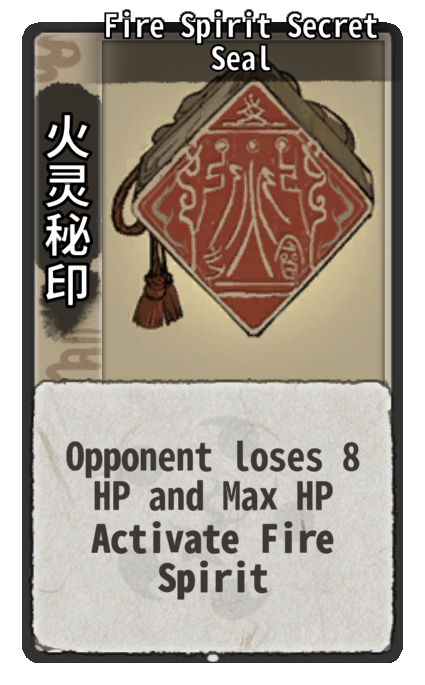 Fire Spirit Secret
Seal
火灵秘印
Opponent loses 8
HP and Max HP
Activate Fire
Spirit